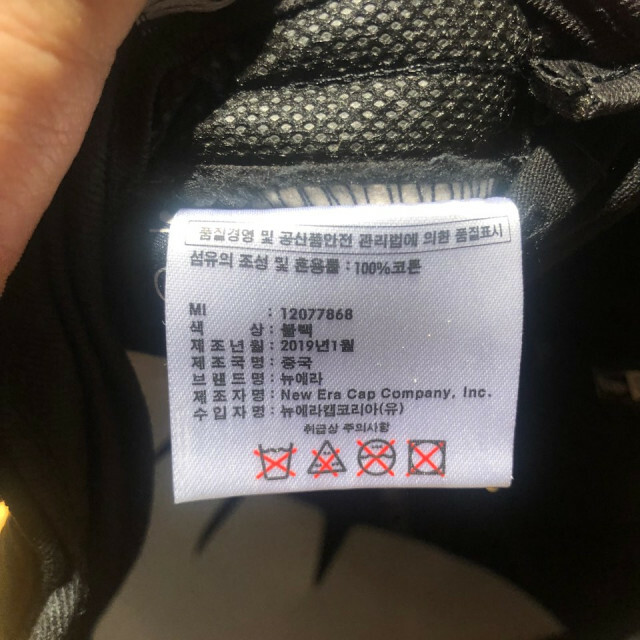 품질경영 및 공산품안전 관리법에 의한 품질표시
섬유의 조성 및 혼용률 : 100%코튼
MI : 12077868
색 상 : 블랙
제 조 년 월 : 2019년1월
제 조 국 명 : 중국
브 랜 드 명 : 뉴에라
제 조 자 명 : New Era Cap Company, Inc.
수 입 자 명 : 뉴에라캡코리아(유)
취급상 주의사항